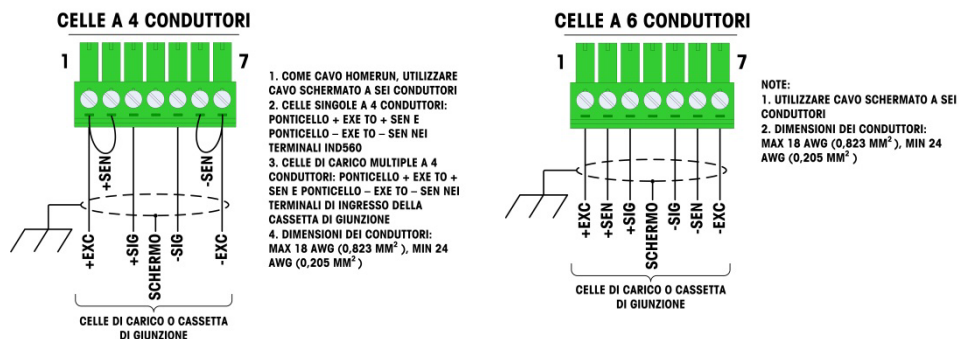 CELLE A 4 CONDUTTORI
1
7
+SEN
-SEN
+EXC
+SIG
SCHERMO
-SIG
-EXC
CELLE DI CARICO O CASSETTA
DI GIUNZIONE
1. COME CAVO HOMERUN, UTILIZZARE
CAVO SCHERMATO A SEI CONDUTTORI
2. CELLE SINGOLE A 4 CONDUTTORI:
PONTICELLO + EXE TO + SEN E
PONTICELLO – EXE TO – SEN NEI
TERMINALI IND560
3. CELLE DI CARICO MULTIPLE A 4
CONDUTTORI: PONTICELLO + EXE TO +
SEN E PONTICELLO – EXE TO – SEN NEI
TERMINALI DI INGRESSO DELLA
CASSETTA DI GIUNZIONE
4. DIMENSIONI DEI CONDUTTORI:
MAX 18 AWG (0,823 MM²), MIN 24
AWG (0,205 MM²)
CELLE A 6 CONDUTTORI
1
7
+EXC
+SEN
+SIG
SCHERMO
-SIG
-SEN
-EXC
CELLE DI CARICO O CASSETTA
DI GIUNZIONE
NOTE:
1. UTILIZZARE CAVO SCHERMATO A SEI
CONDUTTORI
2. DIMENSIONI DEI CONDUTTORI:
MAX 18 AWG (0,823 MM²), MIN 24
AWG (0,205 MM²)